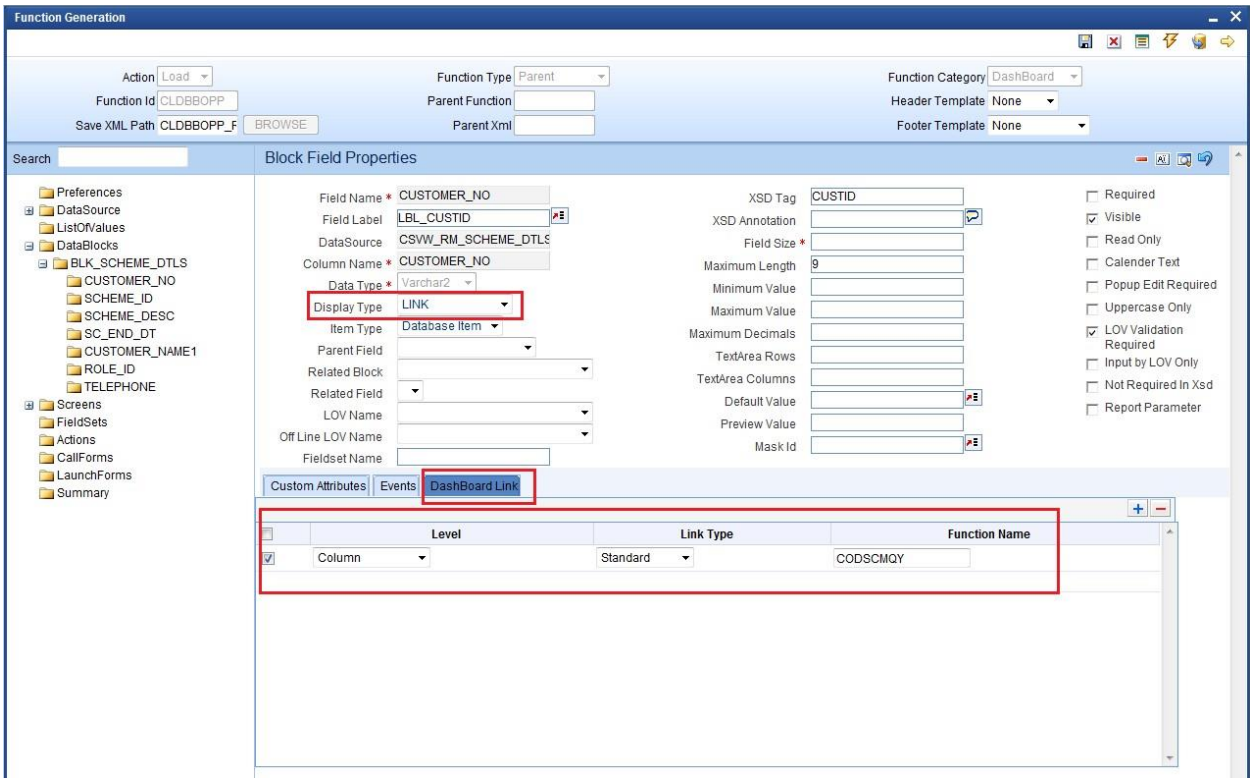 Function Generation
Action Load Function Type Parent Function Category DashBoard
Function Id CLDBBOPP Parent Function Header Template None
Save XML Path CLDBBOPP_F BROWSE Parent Xml Footer Template None
Search
Preferences
DataSource
ListOfValues
DataBlocks
BLK_SCHEME_DTLS
CUSTOMER_NO
SCHEME_ID
SCHEME_DESC
SC_END_DT
CUSTOMER_NAME1
ROLE_ID
TELEPHONE
Screens
FieldSets
Actions
CallForms
LaunchForms
Summary
Block Field Properties
Field Name * CUSTOMER_NO
Field Label LBL_CUSTID
DataSource CSVW_RM_SCHEME_DTLS
Column Name * CUSTOMER_NO
Data Type * Varchar2
Display Type LINK
Item Type Database Item
Parent Field
Related Block
Related Field
LOV Name
Off Line LOV Name
Fieldset Name
XSD Tag CUSTID
XSD Annotation
Field Size *
Maximum Length 9
Minimum Value
Maximum Value
Maximum Decimals
TextArea Rows
TextArea Columns
Default Value
Preview Value
Mask Id
Required
Visible
Read Only
Calender Text
Popup Edit Required
Uppercase Only
LOV Validation
Required
Input by LOV Only
Not Required In Xsd
Report Parameter
Custom Attributes Events DashBoard Link
Level Link Type Function Name
Column Standard CODSCMQY